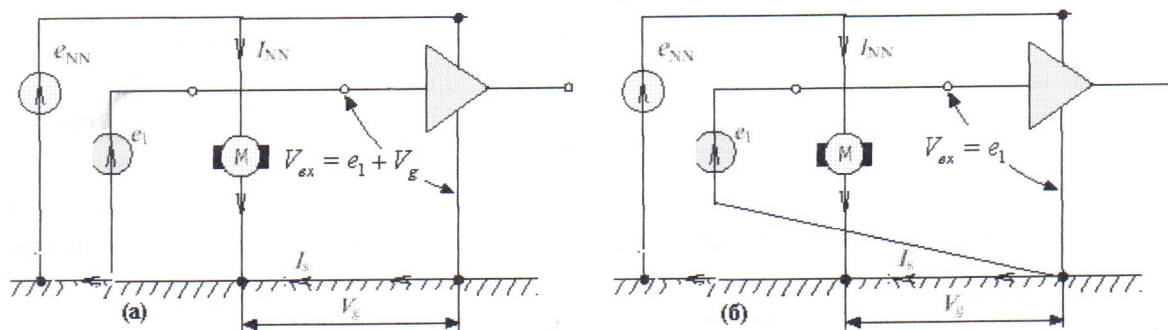 e_NN
I_NN
e_1
M
V_ex = e_1 + V_g
I_s
(а)
V_g
e_NN
I_NN
e_1
M
V_ex = e_1
I_s
(б)
V_g